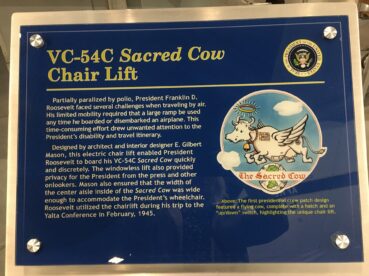 VC-54C Sacred Cow
Chair Lift
Partially paralized by polio, President Franklin D.
Roosevelt faced several challenges when traveling by air.
His limited mobility required that a large ramp be used
any time he boarded or disembarked an airplane. This
time-consuming effort drew unwanted attention to the
President's disability and travel itinerary.
Designed by architect and interior designer E. Gilbert
Mason, this electric chair lift enabled President
Roosevelt to board his VC-54C Sacred Cow quickly
and discretely. The windowless lift also provided
privacy for the President from the press and other
onlookers. Mason also ensured that the width of
the center aisle inside of the Sacred Cow was wide
enough to accommodate the President's wheelchair.
Roosevelt utilized the chairlift during his trip to the
Yalta Conference in February, 1945.
The Sacred Cow
Above: The first presidential crew patch design
featured a flying cow, complete with a hatch and an
"up/down" switch, highlighting the unique chair lift.